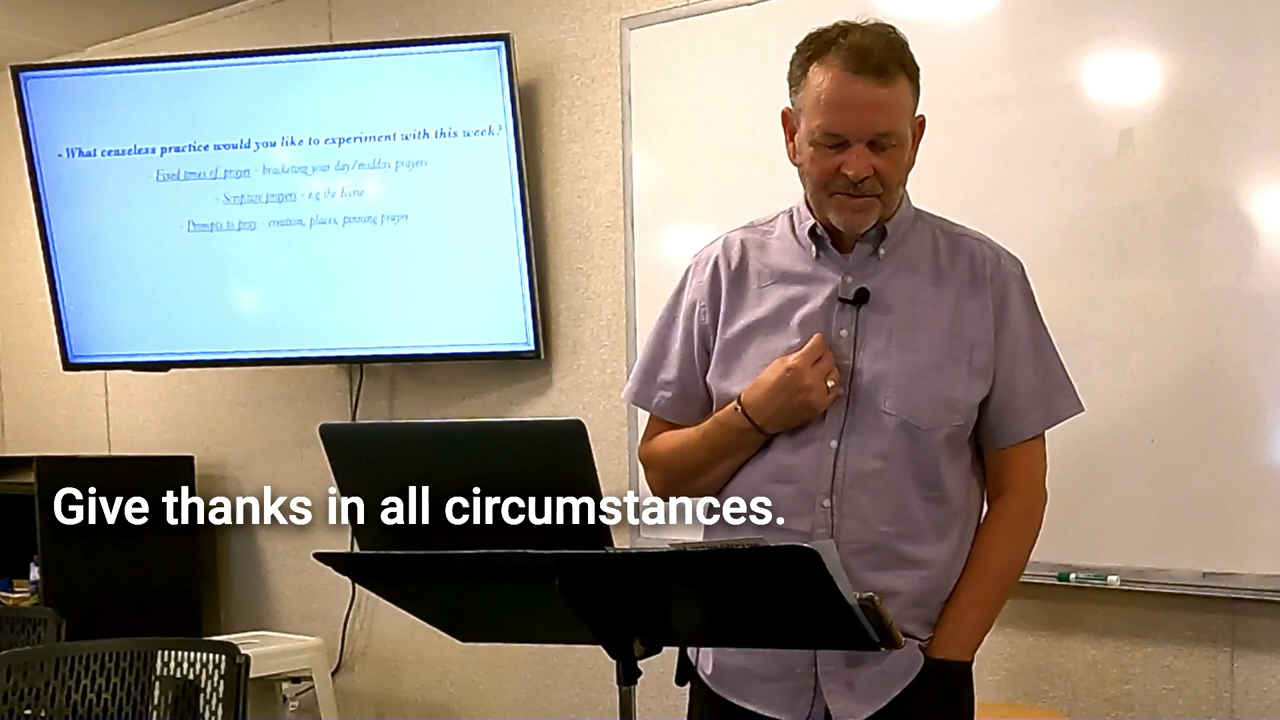 - What ceaseless practice would you like to experiment with this week?
- Fixed times of prayer - bracketing your day/midday prayers
- Scripture prayers - e.g. the
- Prompts to pray - creation, places, prayer
Give thanks in all circumstances.